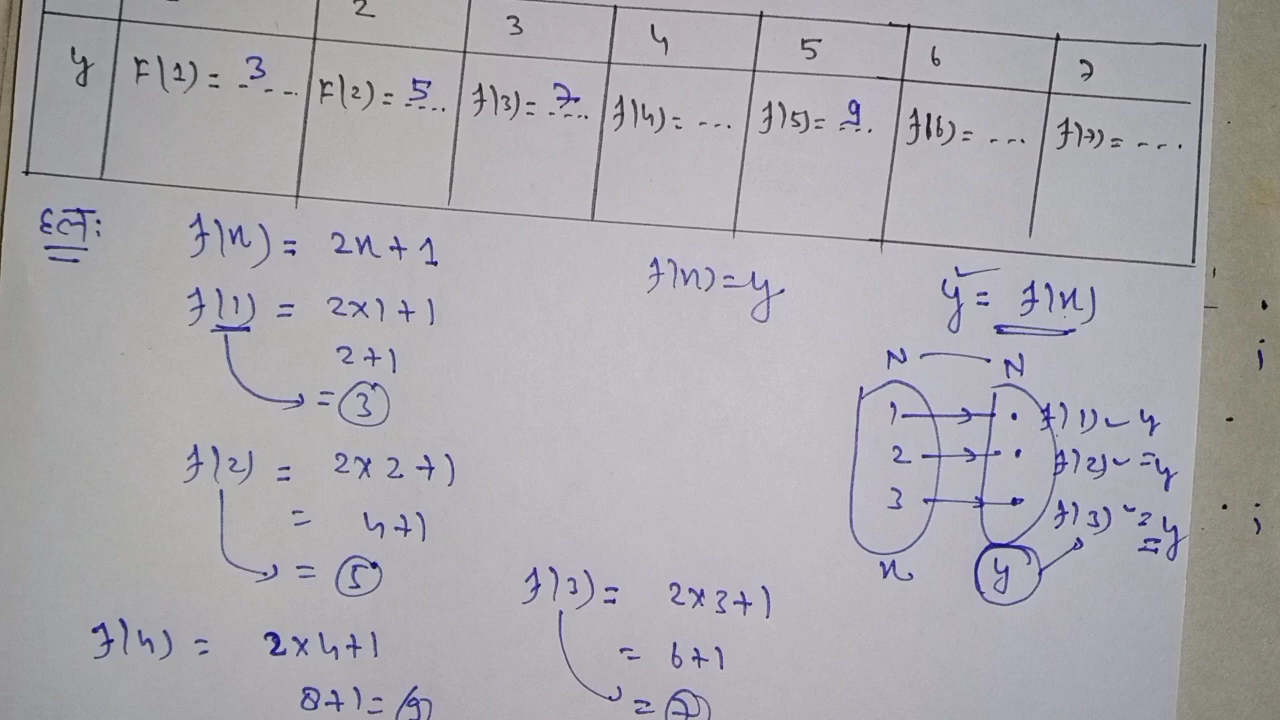 2 3 4 5 6 7
y F(1) = 3 F(2) = 5 f(3) = 7 f(4) = ... f(5) = 9 f(6) = ... f(7) = ...
हल:
f(x) = 2x + 1
f(x) = y
y = f(x)
f(1) = 2×1+1
2+1
= 3
f(2) = 2×2+1
= 4+1
= 5
f(4) = 2×4+1
8+1 = 9
f(3) = 2×3+1
= 6+1
= 7
N N
1 f(1) = y
2 f(2) = y
3 f(3) = y
x y